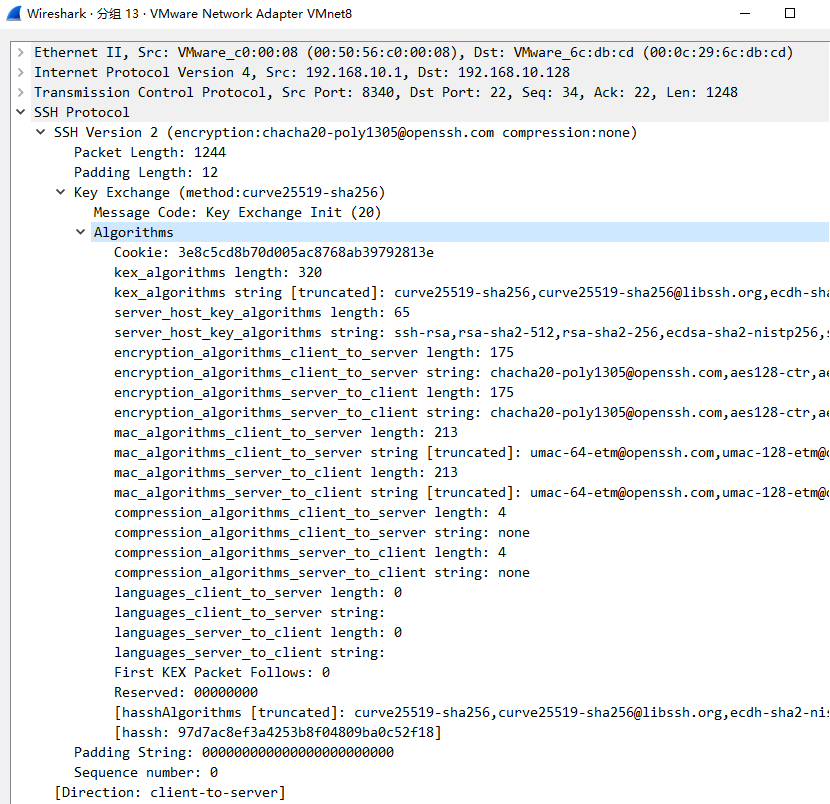 Wireshark · 分组 13 · VMware Network Adapter VMnet8
Ethernet II, Src: VMware_c0:00:08 (00:50:56:c0:00:08), Dst: VMware_6c:db:cd (00:0c:29:6c:db:cd)
Internet Protocol Version 4, Src: 192.168.10.1, Dst: 192.168.10.128
Transmission Control Protocol, Src Port: 8340, Dst Port: 22, Seq: 34, Ack: 22, Len: 1248
SSH Protocol
SSH Version 2 (encryption:chacha20-poly1305@openssh.com compression:none)
Packet Length: 1244
Padding Length: 12
Key Exchange (method:curve25519-sha256)
Message Code: Key Exchange Init (20)
Algorithms
Cookie: 3e8c5cd8b70d005ac8768ab39792813e
kex_algorithms length: 320
kex_algorithms string [truncated]: curve25519-sha256,curve25519-sha256@libssh.org,ecdh-sha
server_host_key_algorithms length: 65
server_host_key_algorithms string: ssh-rsa,rsa-sha2-512,rsa-sha2-256,ecdsa-sha2-nistp256,s
encryption_algorithms_client_to_server length: 175
encryption_algorithms_client_to_server string: chacha20-poly1305@openssh.com,aes128-ctr,ae
encryption_algorithms_server_to_client length: 175
encryption_algorithms_server_to_client string: chacha20-poly1305@openssh.com,aes128-ctr,ae
mac_algorithms_client_to_server length: 213
mac_algorithms_client_to_server string [truncated]: umac-64-etm@openssh.com,umac-128-etm@o
mac_algorithms_server_to_client length: 213
mac_algorithms_server_to_client string [truncated]: umac-64-etm@openssh.com,umac-128-etm@o
compression_algorithms_client_to_server length: 4
compression_algorithms_client_to_server string: none
compression_algorithms_server_to_client length: 4
compression_algorithms_server_to_client string: none
languages_client_to_server length: 0
languages_client_to_server string:
languages_server_to_client length: 0
languages_server_to_client string:
First KEX Packet Follows: 0
Reserved: 00000000
[hasshAlgorithms [truncated]: curve25519-sha256,curve25519-sha256@libssh.org,ecdh-sha2-nis
[hassh: 97d7ac8ef3a4253b8f04809ba0c52f18]
Padding String: 000000000000000000000000
Sequence number: 0
[Direction: client-to-server]